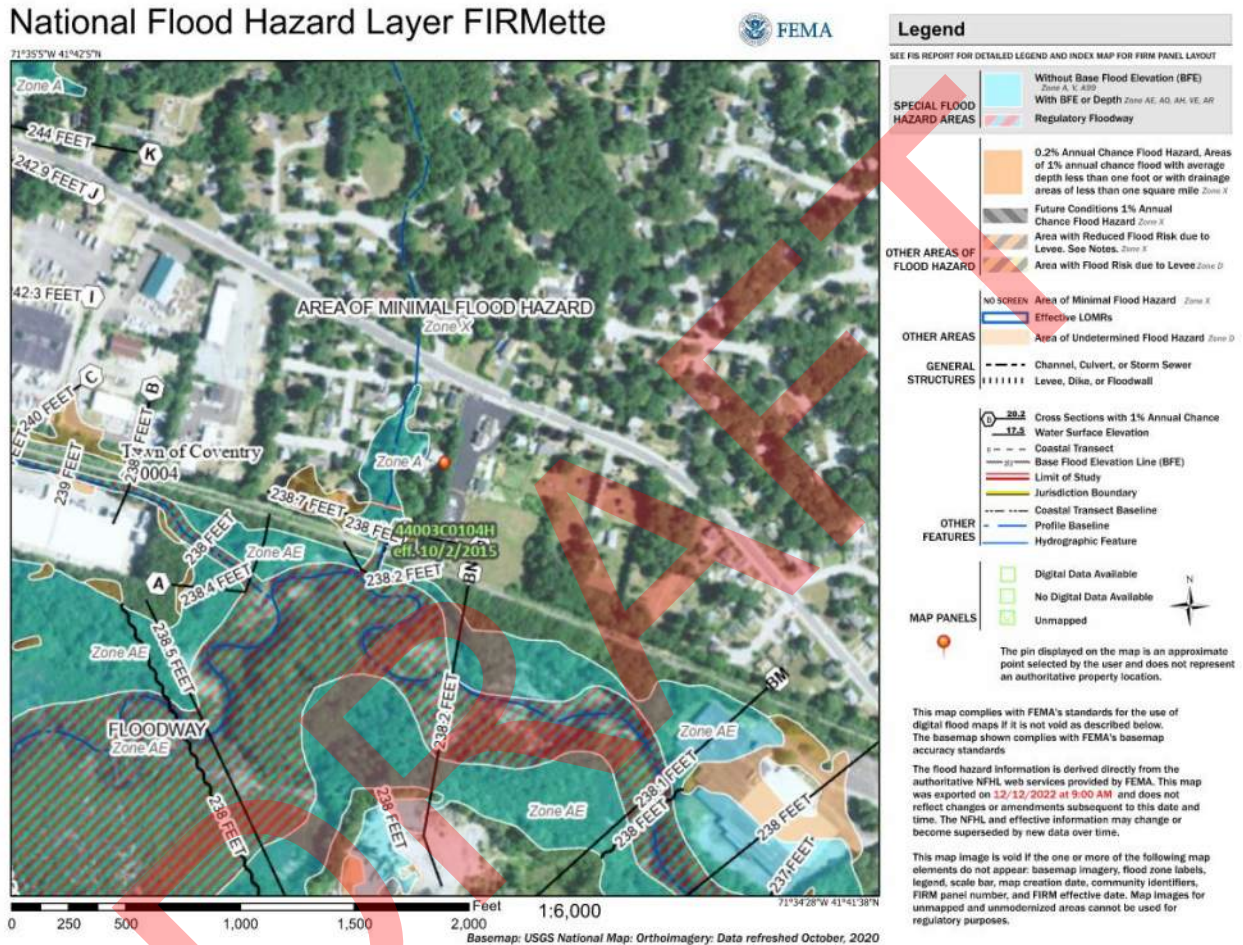 National Flood Hazard Layer FIRMette
FEMA
71°35'5"W 41°42'5"N
Zone A
244 FEET
K
242.9 FEET
J
42.3 FEET
I
AREA OF MINIMAL FLOOD HAZARD
Zone X
240 FEET
C
B
238.4 FEET
FEET
239 FEET
Town of Coventry
0004
Zone A
238.7 FEET
238 FEET
44003C0104H
eff. 10/2/2015
238 FEET
Zone AE
238.2 FEET
BN
A
238.4 FEET
238.5 FEET
Zone AE
BM
238.2 FEET
FLOODWAY
Zone AE
Zone AE
238.1 FEET
238 FEET
Zone AE
238 FEET
238 FEET
238 FEET
237 FEET
0 250 500 1,000 1,500 2,000
Feet
1:6,000
71°34'28"W 41°41'38"N
Basemap: USGS National Map: Orthoimagery: Data refreshed October, 2020
Legend
SEE FIS REPORT FOR DETAILED LEGEND AND INDEX MAP FOR FIRM PANEL LAYOUT
SPECIAL FLOOD
HAZARD AREAS
Without Base Flood Elevation (BFE)
Zone A, V, A99
With BFE or Depth Zone AE, AO, AH, VE, AR
Regulatory Floodway
0.2% Annual Chance Flood Hazard, Areas
of 1% annual chance flood with average
depth less than one foot or with drainage
areas of less than one square mile Zone X
Future Conditions 1% Annual
Chance Flood Hazard Zone X
Area with Reduced Flood Risk due to
Levee. See Notes. Zone X
Area with Flood Risk due to Levee Zone D
OTHER AREAS OF
FLOOD HAZARD
NO SCREEN Area of Minimal Flood Hazard Zone X
Effective LOMRs
OTHER AREAS
Area of Undetermined Flood Hazard Zone D
GENERAL
STRUCTURES
Channel, Culvert, or Storm Sewer
Levee, Dike, or Floodwall
B 20.2 Cross Sections with 1% Annual Chance
17.5 Water Surface Elevation
Coastal Transect
Base Flood Elevation Line (BFE)
Limit of Study
Jurisdiction Boundary
Coastal Transect Baseline
OTHER
FEATURES
Profile Baseline
Hydrographic Feature
Digital Data Available
No Digital Data Available
Unmapped
MAP PANELS
N
The pin displayed on the map is an approximate
point selected by the user and does not represent
an authoritative property location.
This map complies with FEMA's standards for the use of
digital flood maps if it is not void as described below.
The basemap shown complies with FEMA's basemap
accuracy standards
The flood hazard information is derived directly from the
authoritative NFHL web services provided by FEMA. This map
was exported on 12/12/2022 at 9:00 AM and does not
reflect changes or amendments subsequent to this date and
time. The NFHL and effective information may change or
become superseded by new data over time.
This map image is void if the one or more of the following map
elements do not appear: basemap imagery, flood zone labels,
legend, scale bar, map creation date, community identifiers,
FIRM panel number, and FIRM effective date. Map images for
unmapped and unmodernized areas cannot be used for
regulatory purposes.
DRAFT